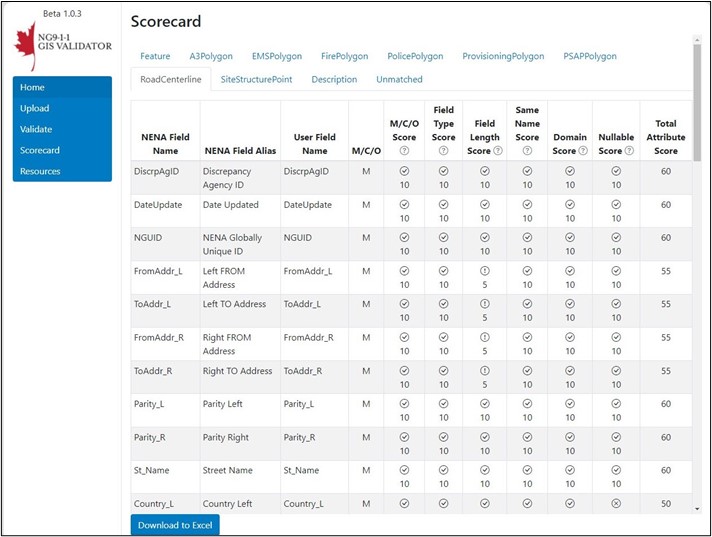 Beta 1.0.3
NG9-1-1
GIS VALIDATOR
Home
Upload
Validate
Scorecard
Resources
Scorecard
Feature A3Polygon EMSPolygon FirePolygon PolicePolygon ProvisioningPolygon PSAPPolygon
RoadCenterline SiteStructurePoint Description Unmatched
NENA Field Name NENA Field Alias User Field Name M/C/O M/C/O Score ? Field Type Score ? Field Length Score ? Same Name Score ? Domain Score ? Nullable Score ? Total Attribute Score
DiscrpAgID Discrepancy Agency ID DiscrpAgID M 10 10 10 10 10 10 60
DateUpdate Date Updated DateUpdate M 10 10 10 10 10 10 60
NGUID NENA Globally Unique ID NGUID M 10 10 10 10 10 10 60
FromAddr_L Left FROM Address FromAddr_L M 10 10 5 10 10 10 55
ToAddr_L Left TO Address ToAddr_L M 10 10 5 10 10 10 55
FromAddr_R Right FROM Address FromAddr_R M 10 10 5 10 10 10 55
ToAddr_R Right TO Address ToAddr_R M 10 10 5 10 10 10 55
Parity_L Parity Left Parity_L M 10 10 10 10 10 10 60
Parity_R Parity Right Parity_R M 10 10 10 10 10 10 60
St_Name Street Name St_Name M 10 10 10 10 10 10 60
Country_L Country Left Country_L M 50
Download to Excel